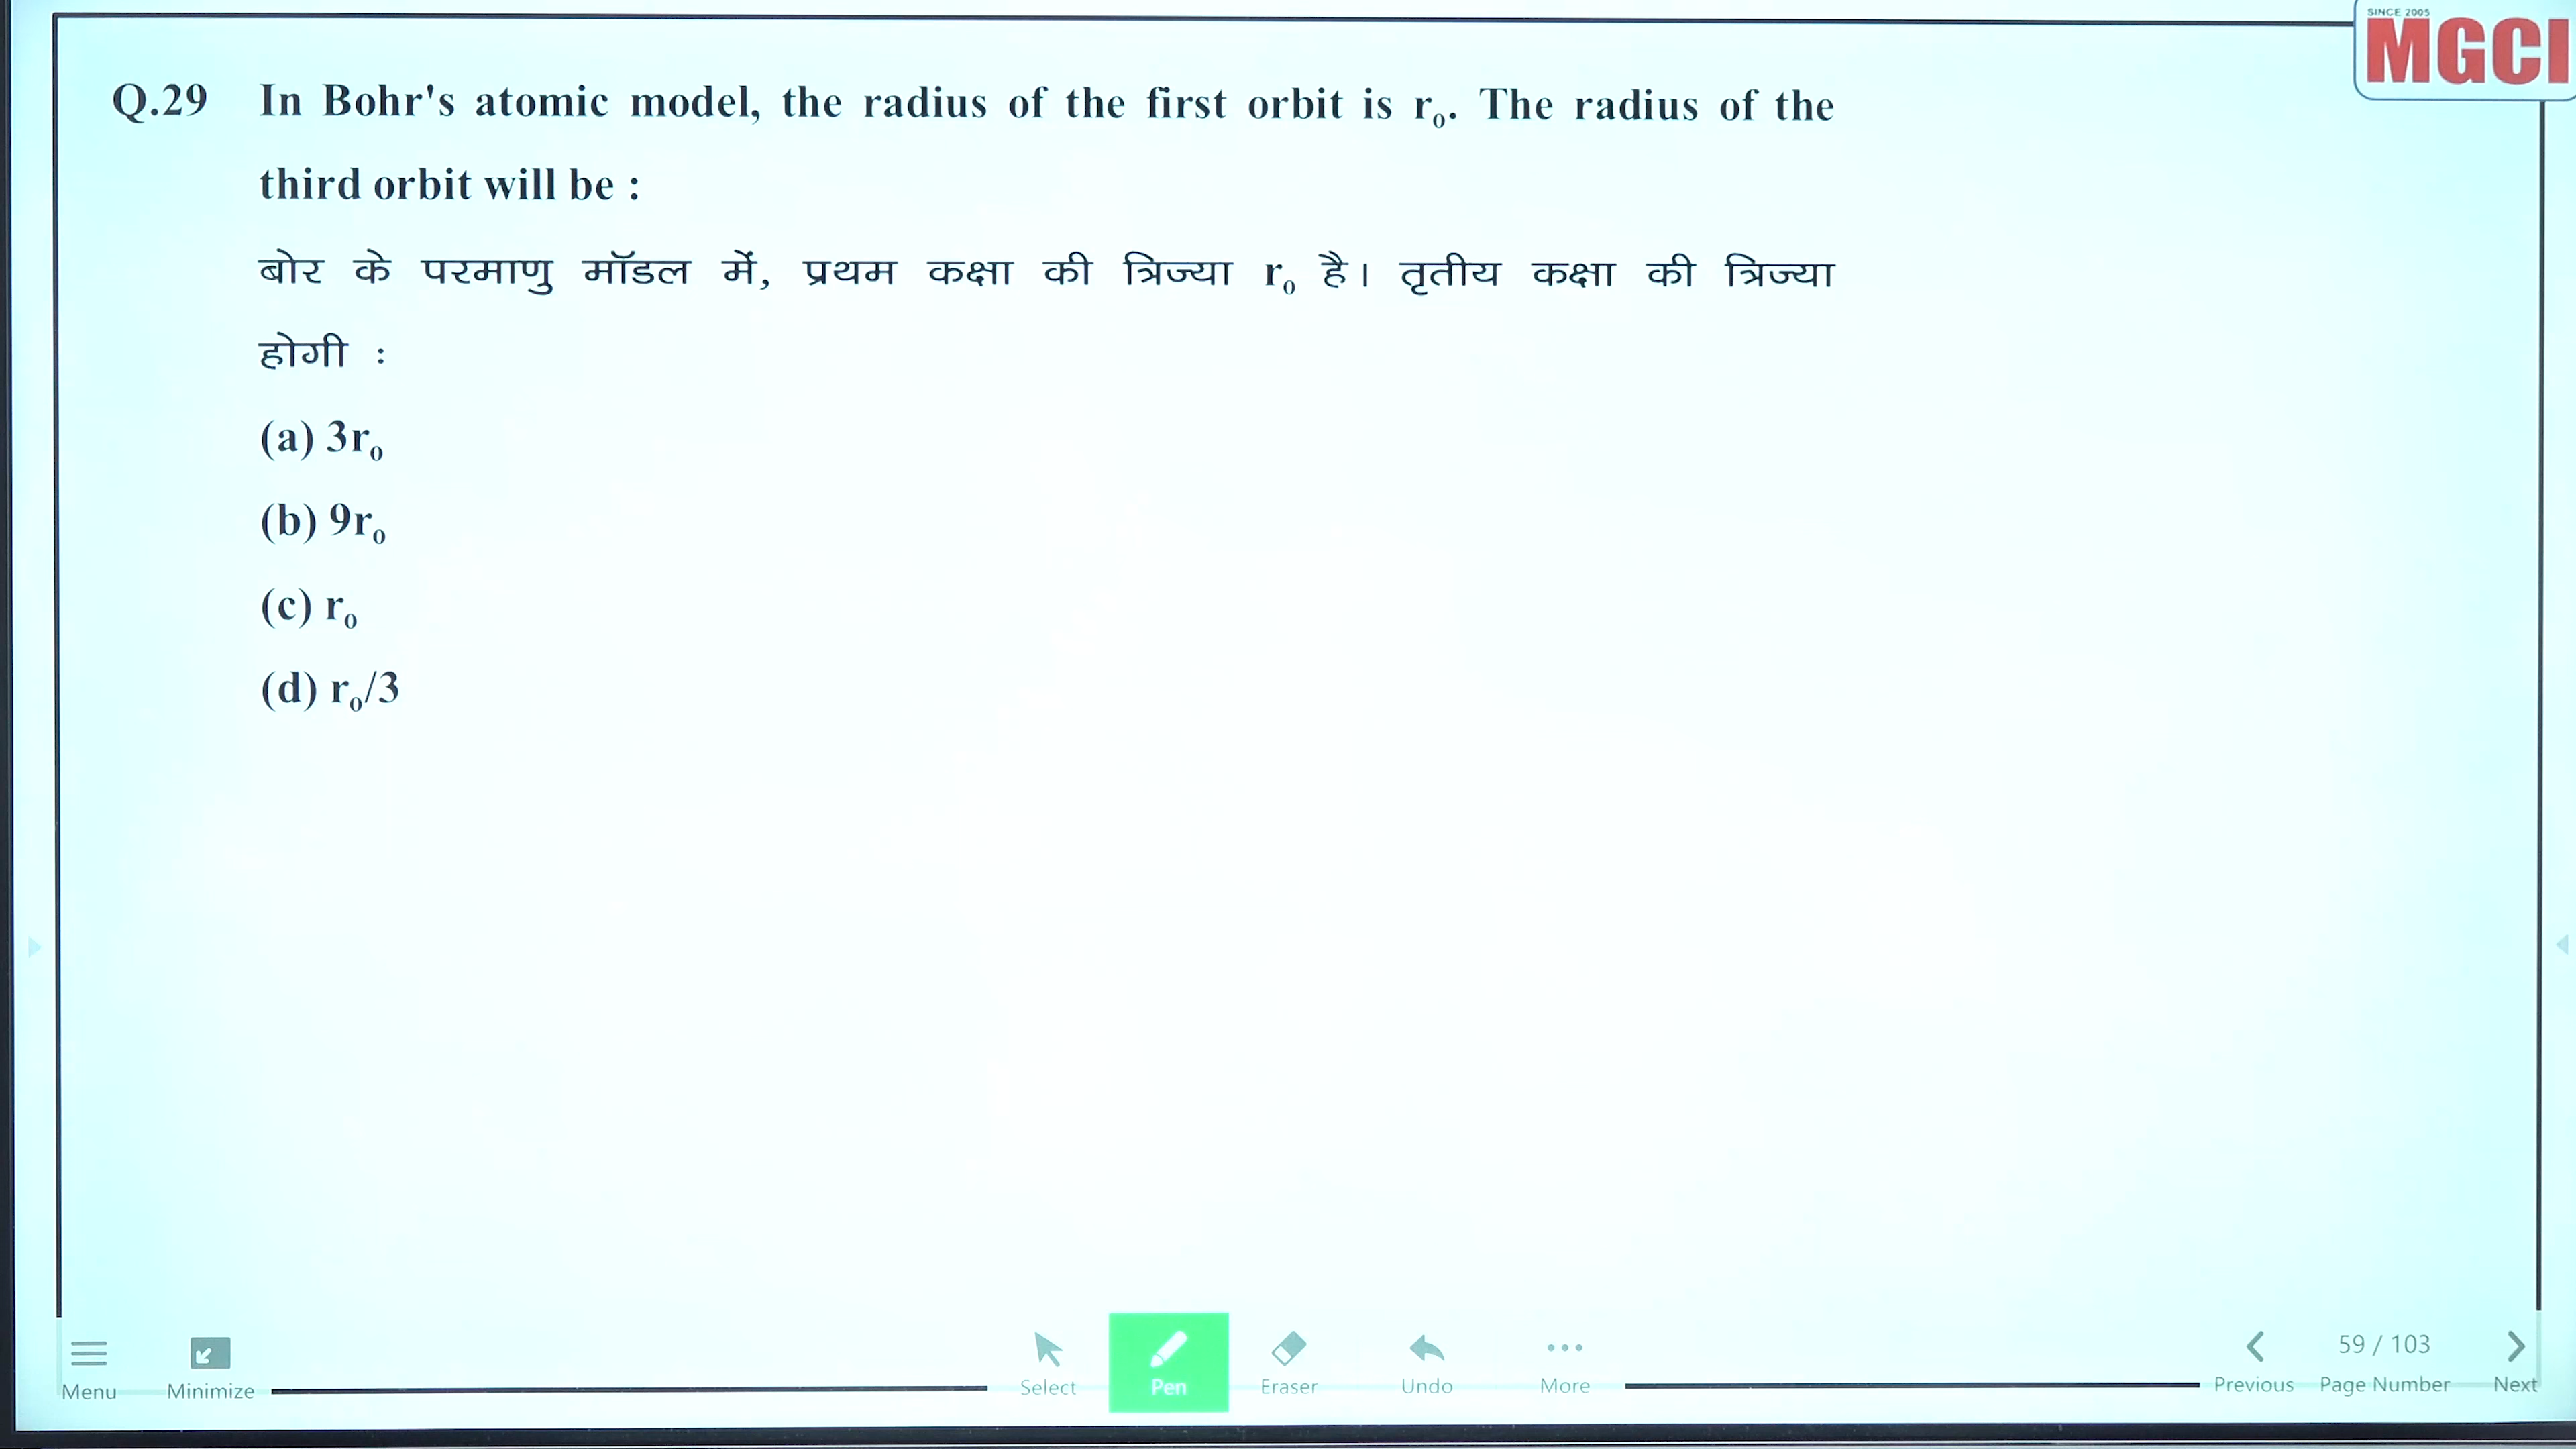 SINCE 2005
MGCI
Q.29 In Bohr's atomic model, the radius of the first orbit is r₀. The radius of the
third orbit will be :
बोर के परमाणु मॉडल में, प्रथम कक्षा की त्रिज्या r₀ है। तृतीय कक्षा की त्रिज्या
होगी :
(a) 3r₀
(b) 9r₀
(c) r₀
(d) r₀/3
Menu Minimize Select Pen Eraser Undo More Previous 59 / 103 Page Number Next